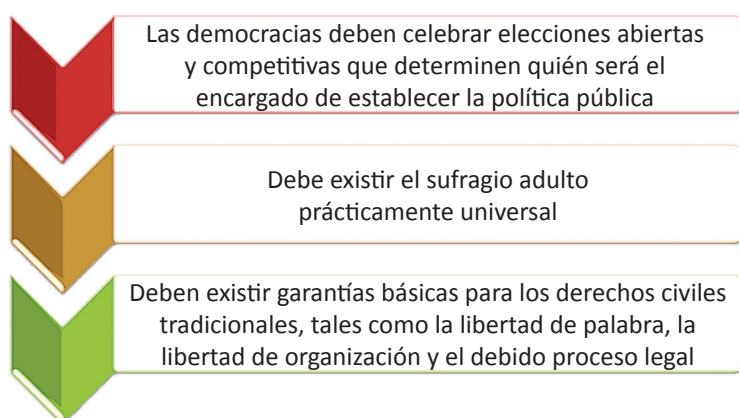 Las democracias deben celebrar elecciones abiertas
y competitivas que determinen quién será el
encargado de establecer la política pública
Debe existir el sufragio adulto
prácticamente universal
Deben existir garantías básicas para los derechos civiles
tradicionales, tales como la libertad de palabra, la
libertad de organización y el debido proceso legal